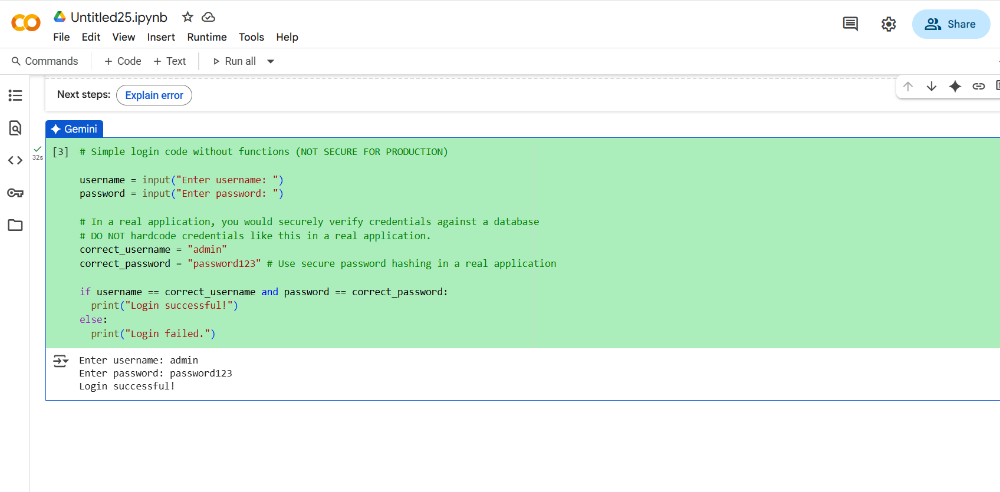 Untitled25.ipynb
File Edit View Insert Runtime Tools Help
Share
Commands + Code + Text Run all
Next steps: Explain error
Gemini
32s
[3] # Simple login code without functions (NOT SECURE FOR PRODUCTION)
username = input("Enter username: ")
password = input("Enter password: ")
# In a real application, you would securely verify credentials against a database
# DO NOT hardcode credentials like this in a real application.
correct_username = "admin"
correct_password = "password123" # Use secure password hashing in a real application
if username == correct_username and password == correct_password:
  print("Login successful!")
else:
  print("Login failed.")
Enter username: admin
Enter password: password123
Login successful!